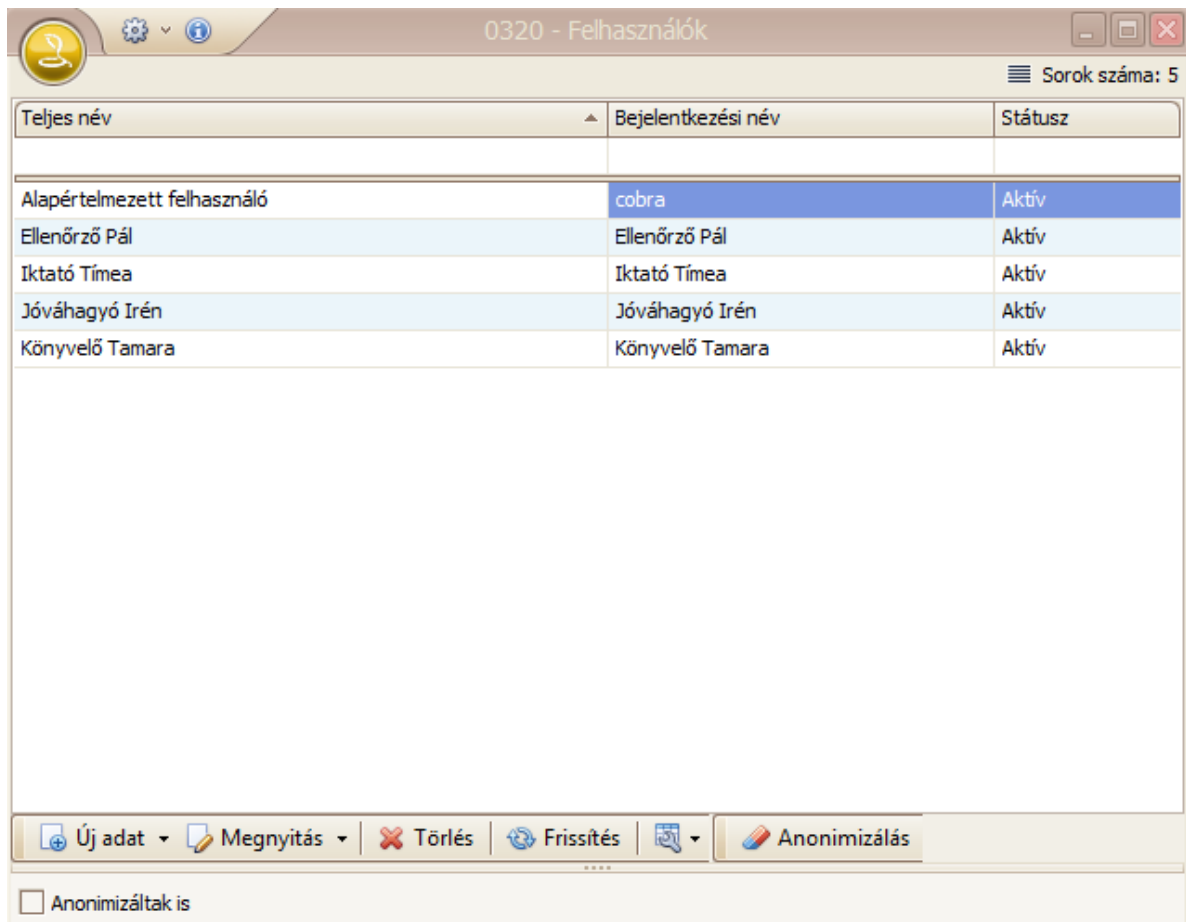 0320 - Felhasználók
Sorok száma: 5
Teljes név Bejelentkezési név Státusz
Alapértelmezett felhasználó cobra Aktív
Ellenőrző Pál Ellenőrző Pál Aktív
Iktató Tímea Iktató Tímea Aktív
Jóváhagyó Irén Jóváhagyó Irén Aktív
Könyvelő Tamara Könyvelő Tamara Aktív
Új adat Megnyitás Törlés Frissítés Anonimizálás
Anonimizáltak is